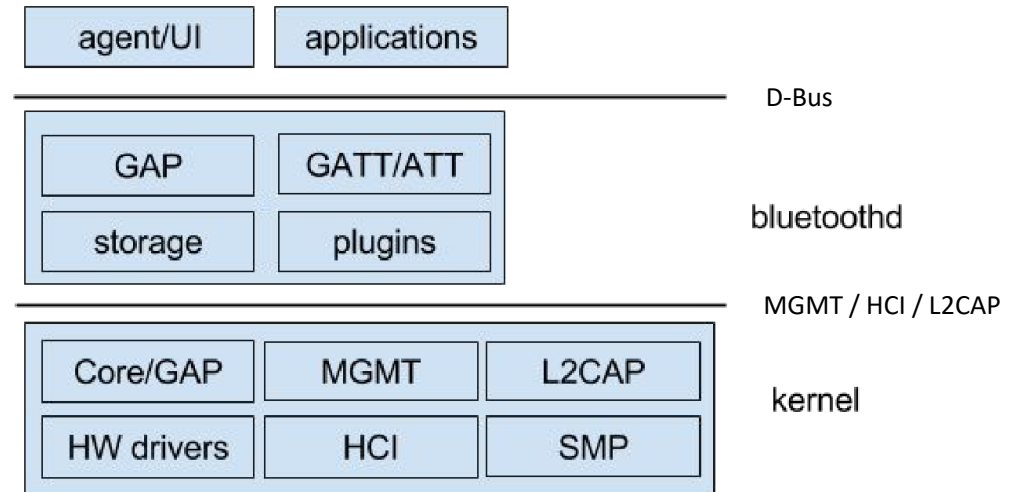 agent/UI
applications
D-Bus
GAP
GATT/ATT
storage
plugins
bluetoothd
MGMT / HCI / L2CAP
Core/GAP
MGMT
L2CAP
HW drivers
HCI
SMP
kernel